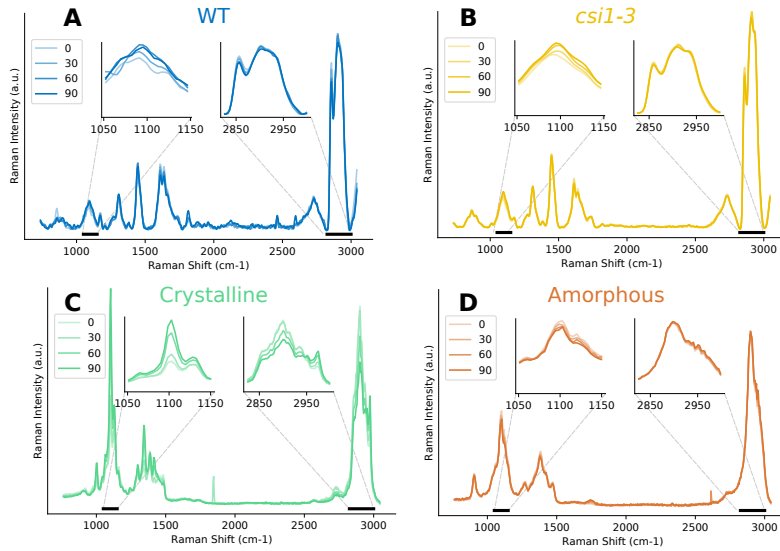 A
WT
0
30
60
90
1050 1100 1150
2850 2950
Raman Intensity (a.u.)
1000 1500 2000 2500 3000
Raman Shift (cm-1)
B
csi1-3
0
30
60
90
1050 1100 1150
2850 2950
Raman Intensity (a.u.)
1000 1500 2000 2500 3000
Raman Shift (cm-1)
C
Crystalline
0
30
60
90
1050 1100 1150
2850 2950
Raman Intensity (a.u.)
1000 1500 2000 2500 3000
Raman Shift (cm-1)
D
Amorphous
0
30
60
90
1050 1100 1150
2850 2950
Raman Intensity (a.u.)
1000 1500 2000 2500 3000
Raman Shift (cm-1)